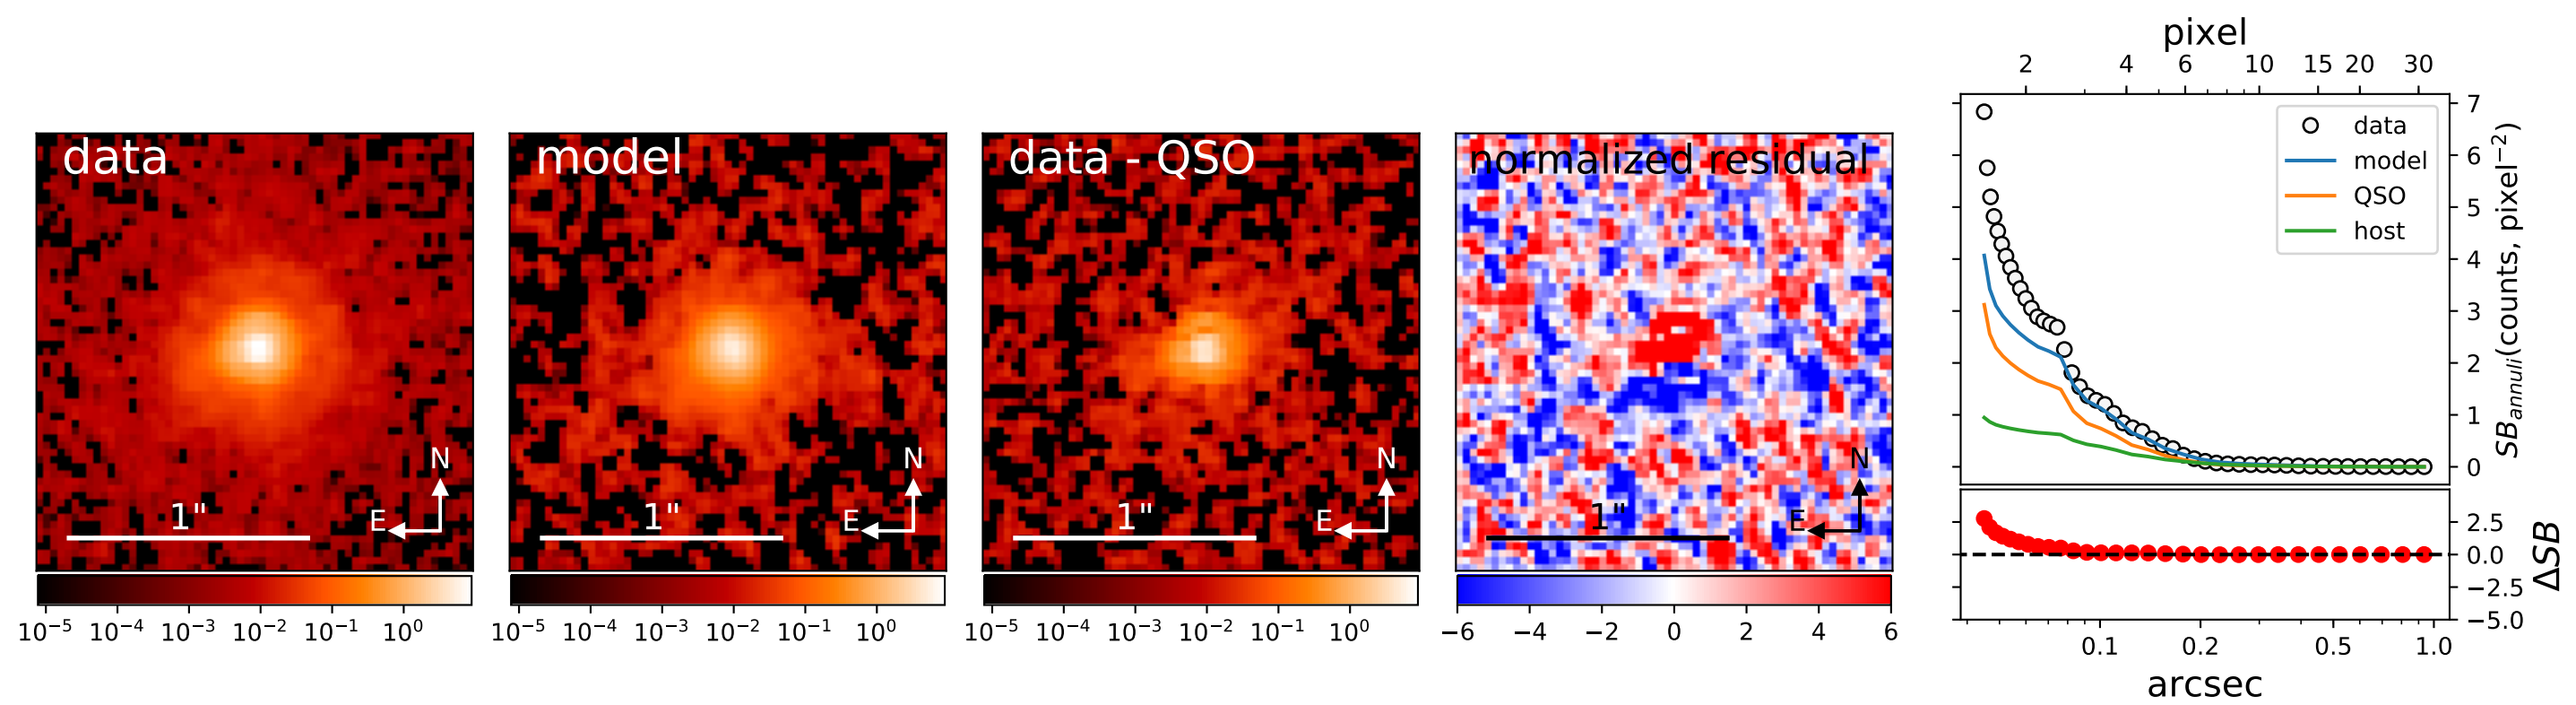 data
N
E
1"
10⁻⁵ 10⁻⁴ 10⁻³ 10⁻² 10⁻¹ 10⁰
model
N
E
1"
10⁻⁵ 10⁻⁴ 10⁻³ 10⁻² 10⁻¹ 10⁰
data - QSO
N
E
1"
10⁻⁵ 10⁻⁴ 10⁻³ 10⁻² 10⁻¹ 10⁰
normalized residual
N
E
1"
−6 −4 −2 0 2 4 6
pixel
2 4 6 10 15 20 30
data
model
QSO
host
7
6
5
4
3
2
1
0
SB_annuli(counts, pixel⁻²)
2.5
0.0
−2.5
−5.0
ΔSB
0.1 0.2 0.5 1.0
arcsec